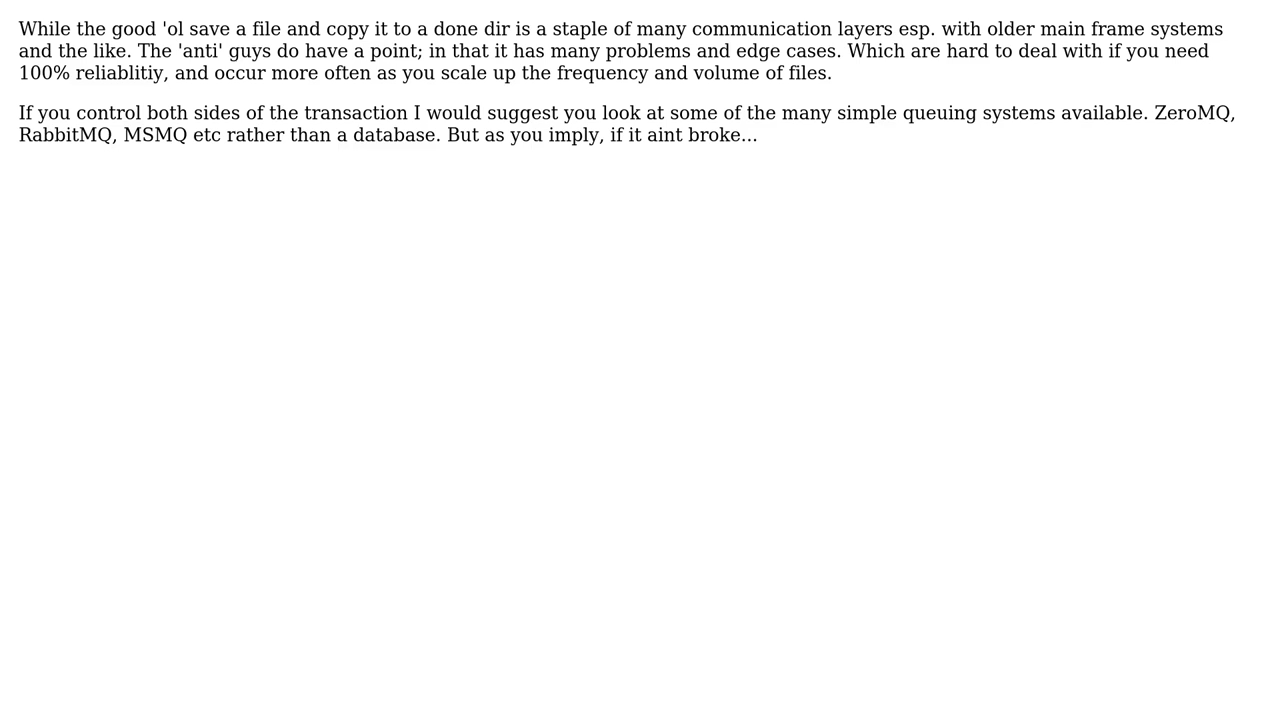 While the good 'ol save a file and copy it to a done dir is a staple of many communication layers esp. with older main frame systems
and the like. The 'anti' guys do have a point; in that it has many problems and edge cases. Which are hard to deal with if you need
100% reliablitiy, and occur more often as you scale up the frequency and volume of files.
If you control both sides of the transaction I would suggest you look at some of the many simple queuing systems available. ZeroMQ,
RabbitMQ, MSMQ etc rather than a database. But as you imply, if it aint broke...